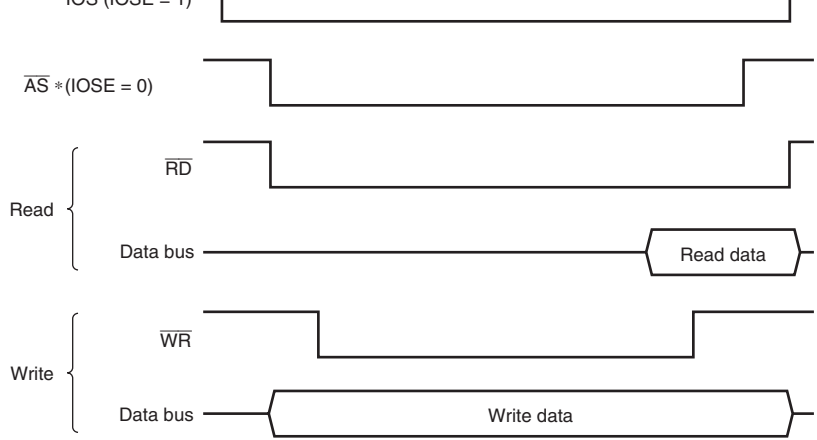 IOS (IOSE = 1)
AS *(IOSE = 0)
Read
RD
Data bus
Read data
Write
WR
Data bus
Write data